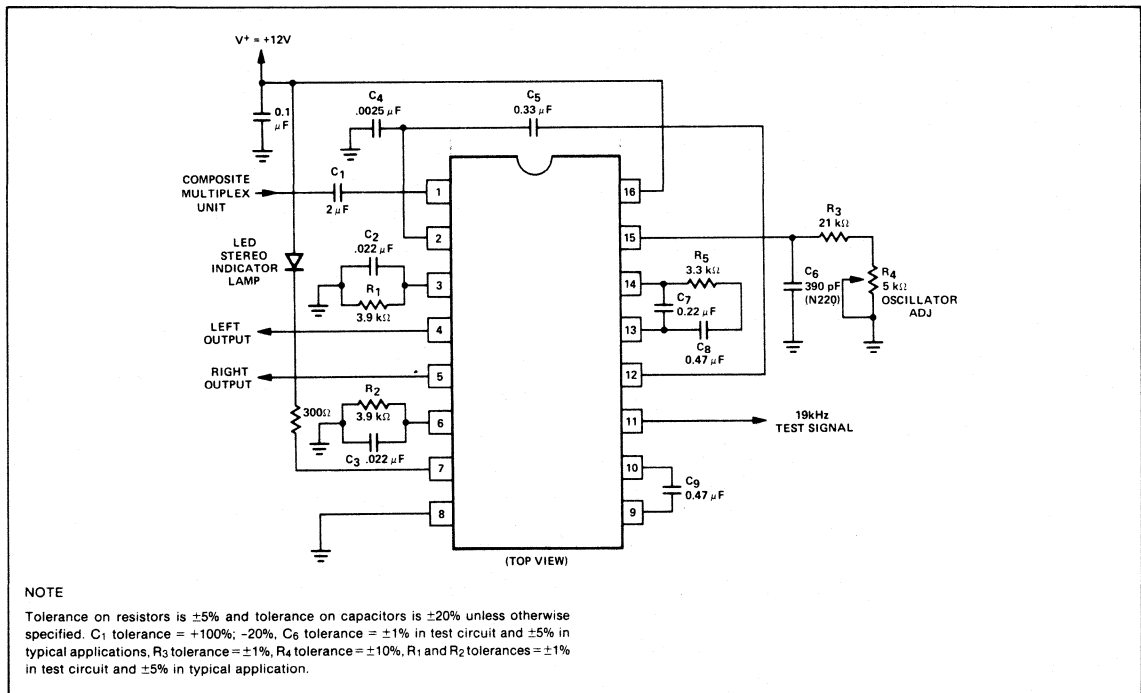 V+ = +12V
0.1
μF
C4
.0025 μF
C5
0.33 μF
COMPOSITE
MULTIPLEX
UNIT
C1
2 μF
1
16
2
15
R3
21 kΩ
LED
STEREO
INDICATOR
LAMP
C2
.022 μF
R1
3.9 kΩ
3
14
R5
3.3 kΩ
C7
0.22 μF
C6
390 pF
(N220)
R4
5 kΩ
OSCILLATOR
ADJ
LEFT
OUTPUT
4
13
C8
0.47 μF
RIGHT
OUTPUT
5
12
300Ω
R2
3.9 kΩ
C3 .022 μF
6
11
19kHz
TEST SIGNAL
7
10
C9
0.47 μF
8
9
(TOP VIEW)
NOTE
Tolerance on resistors is ±5% and tolerance on capacitors is ±20% unless otherwise
specified. C1 tolerance = +100%; -20%, C6 tolerance = ±1% in test circuit and ±5% in
typical applications, R3 tolerance = ±1%, R4 tolerance = ±10%, R1 and R2 tolerances = ±1%
in test circuit and ±5% in typical application.